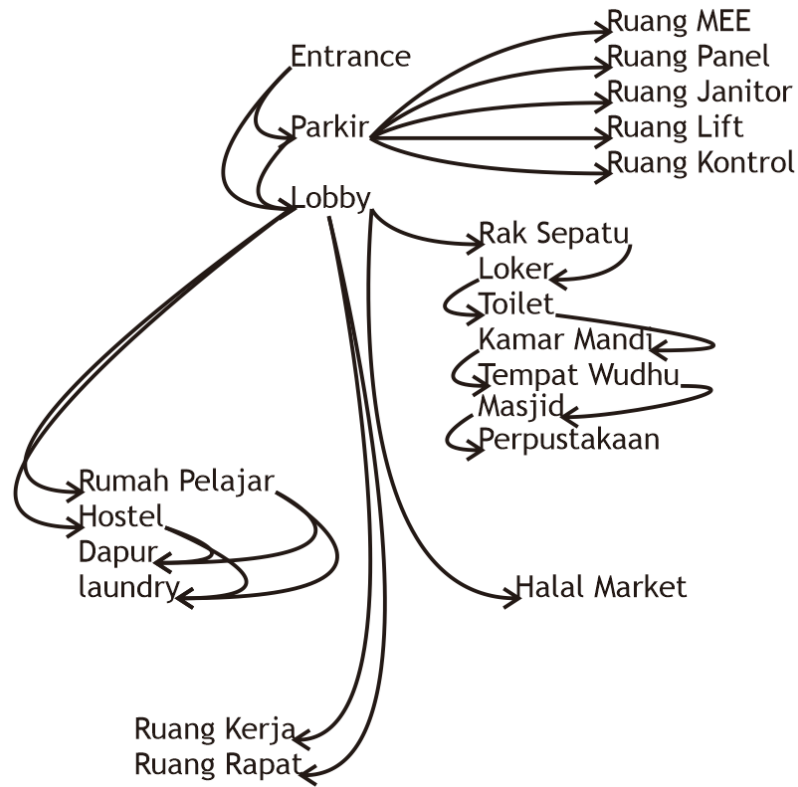 Entrance
Parkir
Lobby
Ruang MEE
Ruang Panel
Ruang Janitor
Ruang Lift
Ruang Kontrol
Rak Sepatu
Loker
Toilet
Kamar Mandi
Tempat Wudhu
Masjid
Perpustakaan
Rumah Pelajar
Hostel
Dapur
laundry
Halal Market
Ruang Kerja
Ruang Rapat